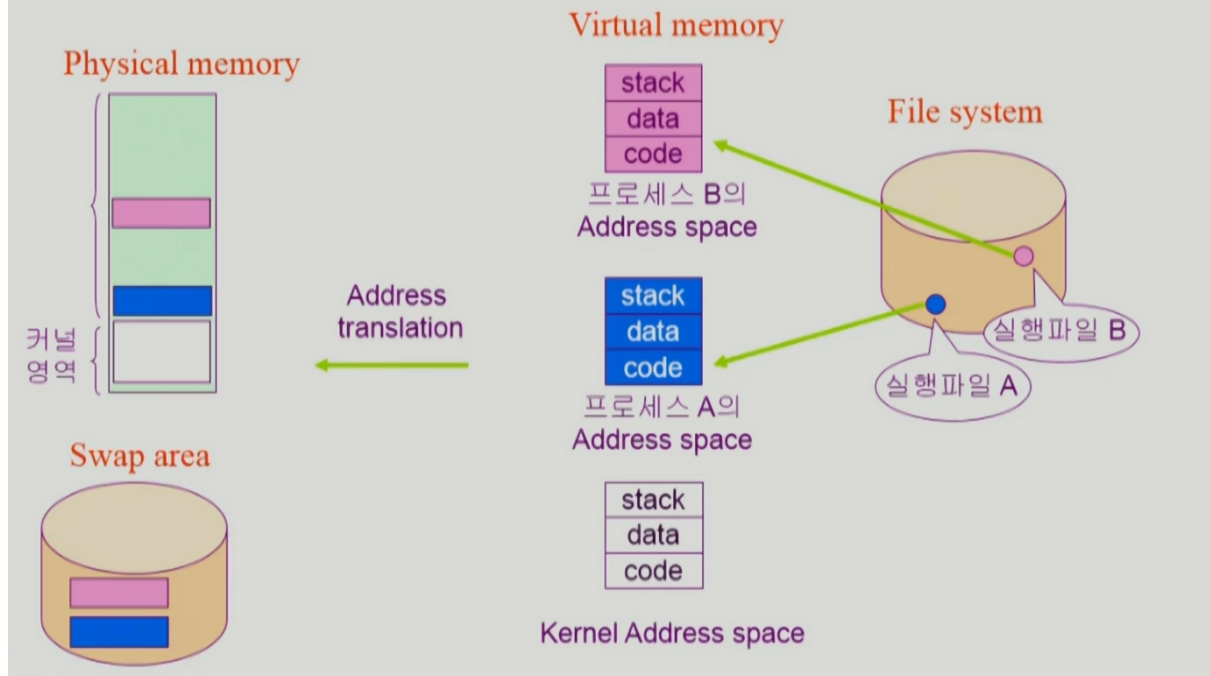 Virtual memory
Physical memory
stack
data
code
프로세스 B의
Address space
File system
실행파일 B
실행파일 A
Address
translation
stack
data
code
프로세스 A의
Address space
커널
영역
Swap area
stack
data
code
Kernel Address space